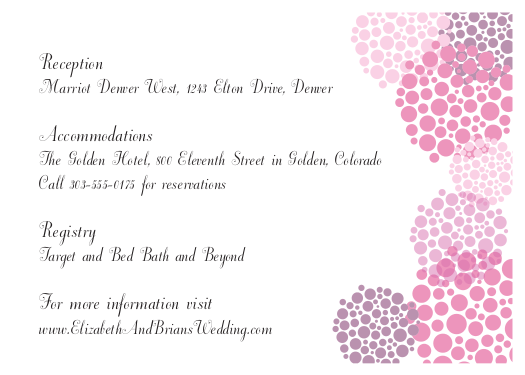 Reception
Marriot Denver West, 1243 Elton Drive, Denver
Accommodations
The Golden Hotel, 800 Eleventh Street in Golden, Colorado
Call 303-555-0175 for reservations
Registry
Target and Bed Bath and Beyond
For more information visit
www.ElizabethAndBriansWedding.com